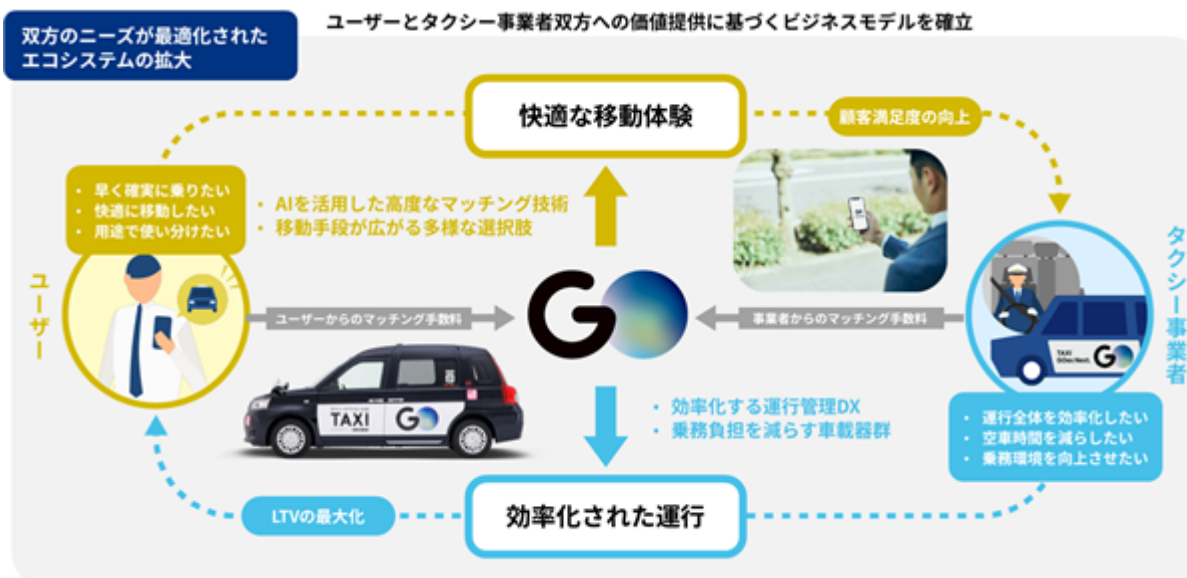 ユーザーとタクシー事業者双方への価値提供に基づくビジネスモデルを確立
双方のニーズが最適化された
エコシステムの拡大
快適な移動体験
顧客満足度の向上
・ 早く確実に乗りたい
・ 快適に移動したい
・ 用途で使い分けたい
・ AIを活用した高度なマッチング技術
・ 移動手段が広がる多様な選択肢
ユーザー
タクシー事業者
ユーザーからのマッチング手数料
GO
事業者からのマッチング手数料
TAXI
GOes Next.
GO
TAXI
GO
・ 効率化する運行管理DX
・ 乗務負担を減らす車載器群
・ 運行全体を効率化したい
・ 空車時間を減らしたい
・ 乗務環境を向上させたい
LTVの最大化
効率化された運行